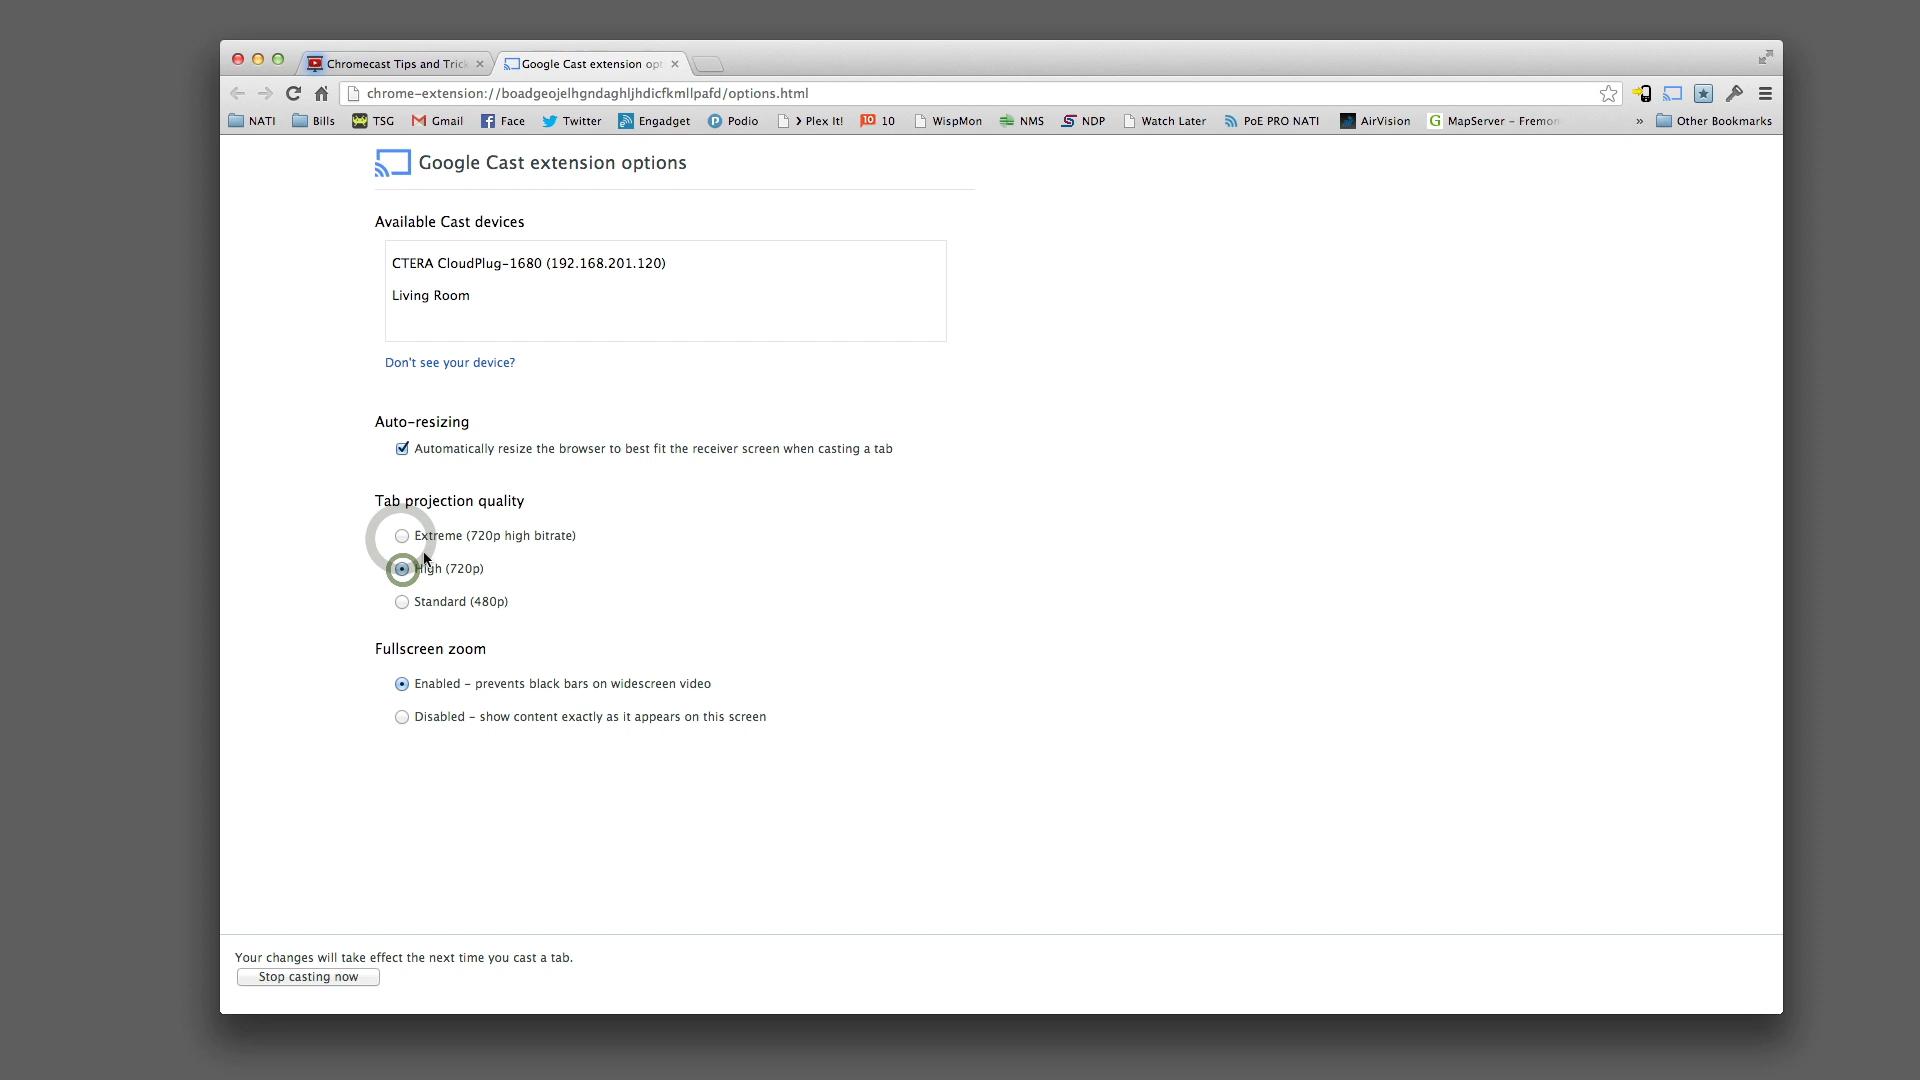 Chromecast Tips and Trick
Google Cast extension opt
chrome-extension://boadgeojelhgndaghljhdicfkmllpafd/options.html
NATI Bills TSG Gmail Face Twitter Engadget Podio > Plex It! 10 10 WispMon NMS NDP Watch Later PoE PRO NATI AirVision G MapServer - Fremon » Other Bookmarks
Google Cast extension options
Available Cast devices
CTERA CloudPlug-1680 (192.168.201.120)
Living Room
Don't see your device?
Auto-resizing
Automatically resize the browser to best fit the receiver screen when casting a tab
Tab projection quality
Extreme (720p high bitrate)
High (720p)
Standard (480p)
Fullscreen zoom
Enabled - prevents black bars on widescreen video
Disabled - show content exactly as it appears on this screen
Your changes will take effect the next time you cast a tab.
Stop casting now